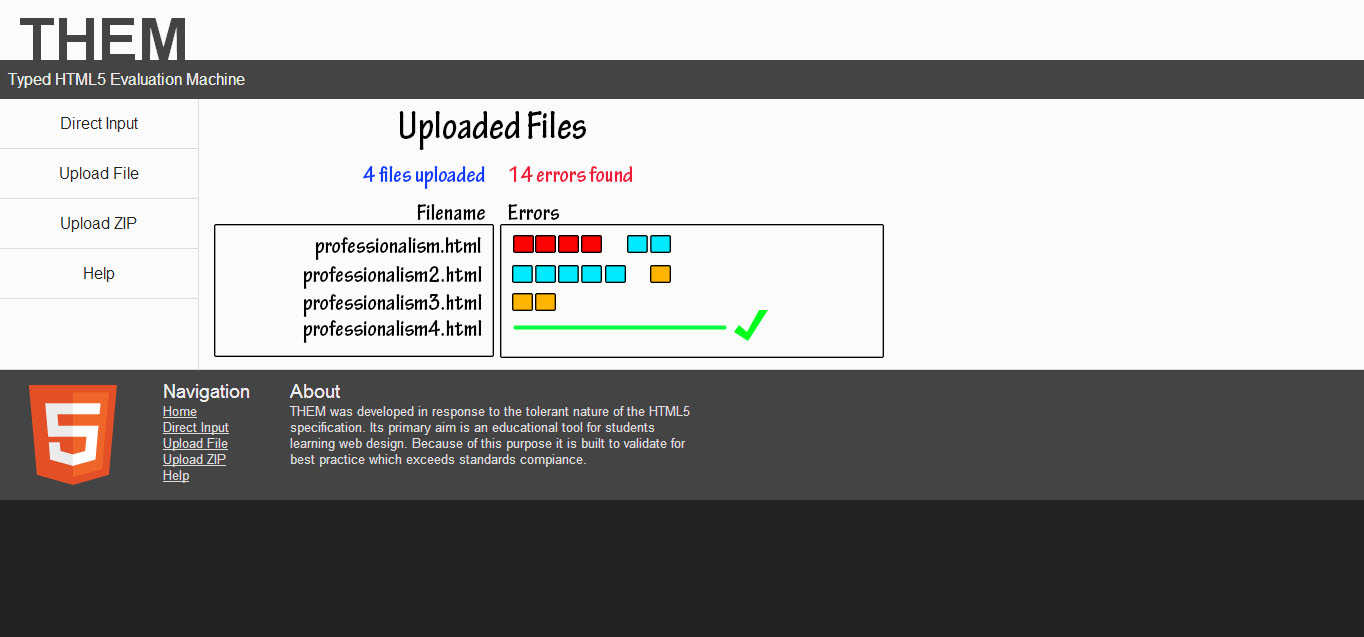 THEM
Typed HTML5 Evaluation Machine
Direct Input
Upload File
Upload ZIP
Help
Uploaded Files
4 files uploaded 14 errors found
Filename Errors
professionalism.html
professionalism2.html
professionalism3.html
professionalism4.html
5
Navigation
Home
Direct Input
Upload File
Upload ZIP
Help
About
THEM was developed in response to the tolerant nature of the HTML5
specification. Its primary aim is an educational tool for students
learning web design. Because of this purpose it is built to validate for
best practice which exceeds standards compiance.